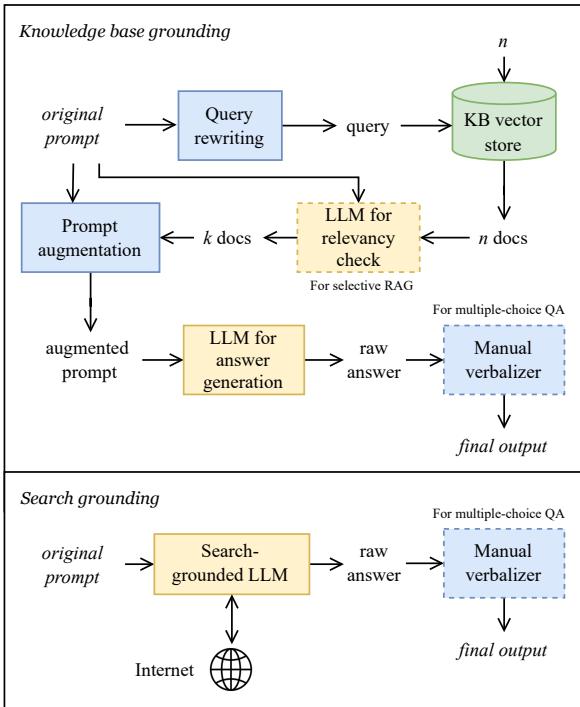 Knowledge base grounding
n
original
prompt
Query
rewriting
query
KB vector
store
Prompt
augmentation
k docs
LLM for
relevancy
check
n docs
For selective RAG
For multiple-choice QA
augmented
prompt
LLM for
answer
generation
raw
answer
Manual
verbalizer
final output
Search grounding
For multiple-choice QA
original
prompt
Search-
grounded LLM
raw
answer
Manual
verbalizer
final output
Internet